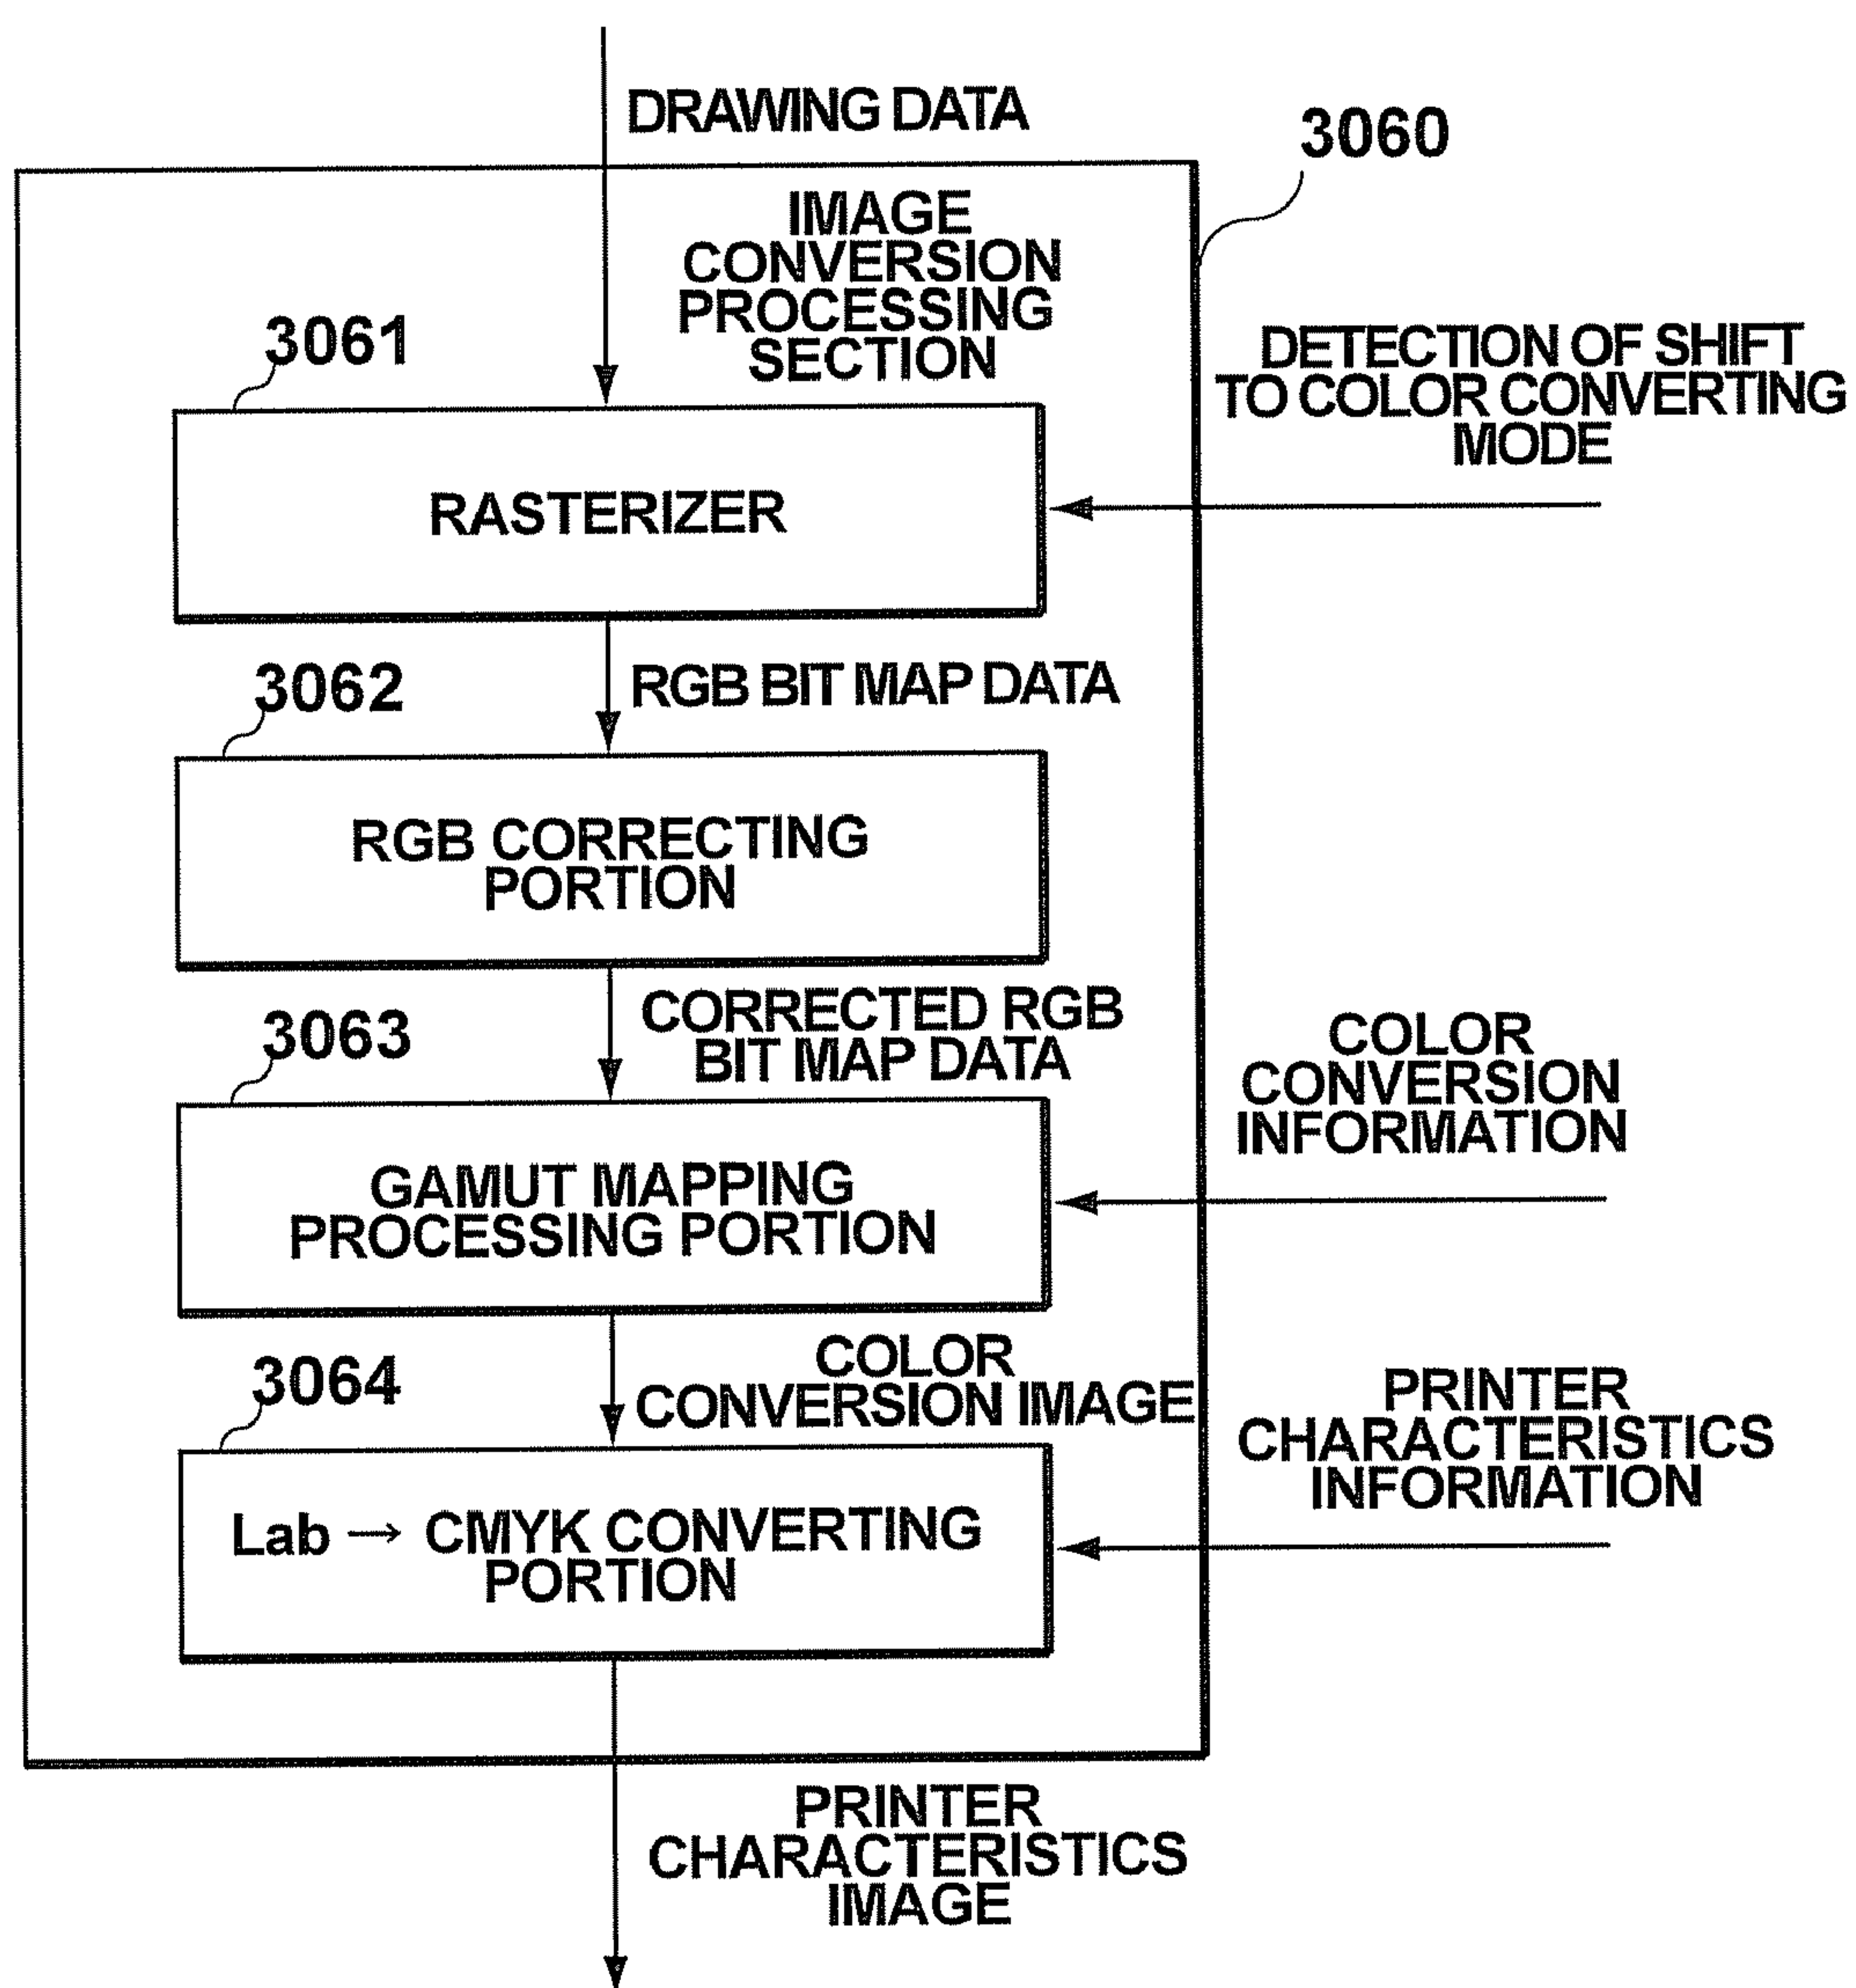 DRAWING DATA
3060
IMAGE
CONVERSION
PROCESSING
SECTION
3061
DETECTION OF SHIFT
TO COLOR CONVERTING
MODE
RASTERIZER
3062
RGB BIT MAP DATA
RGB CORRECTING
PORTION
CORRECTED RGB
BIT MAP DATA
3063
COLOR
CONVERSION
INFORMATION
GAMUT MAPPING
PROCESSING PORTION
COLOR
CONVERSION IMAGE
3064
PRINTER
CHARACTERISTICS
INFORMATION
Lab → CMYK CONVERTING
PORTION
PRINTER
CHARACTERISTICS
IMAGE